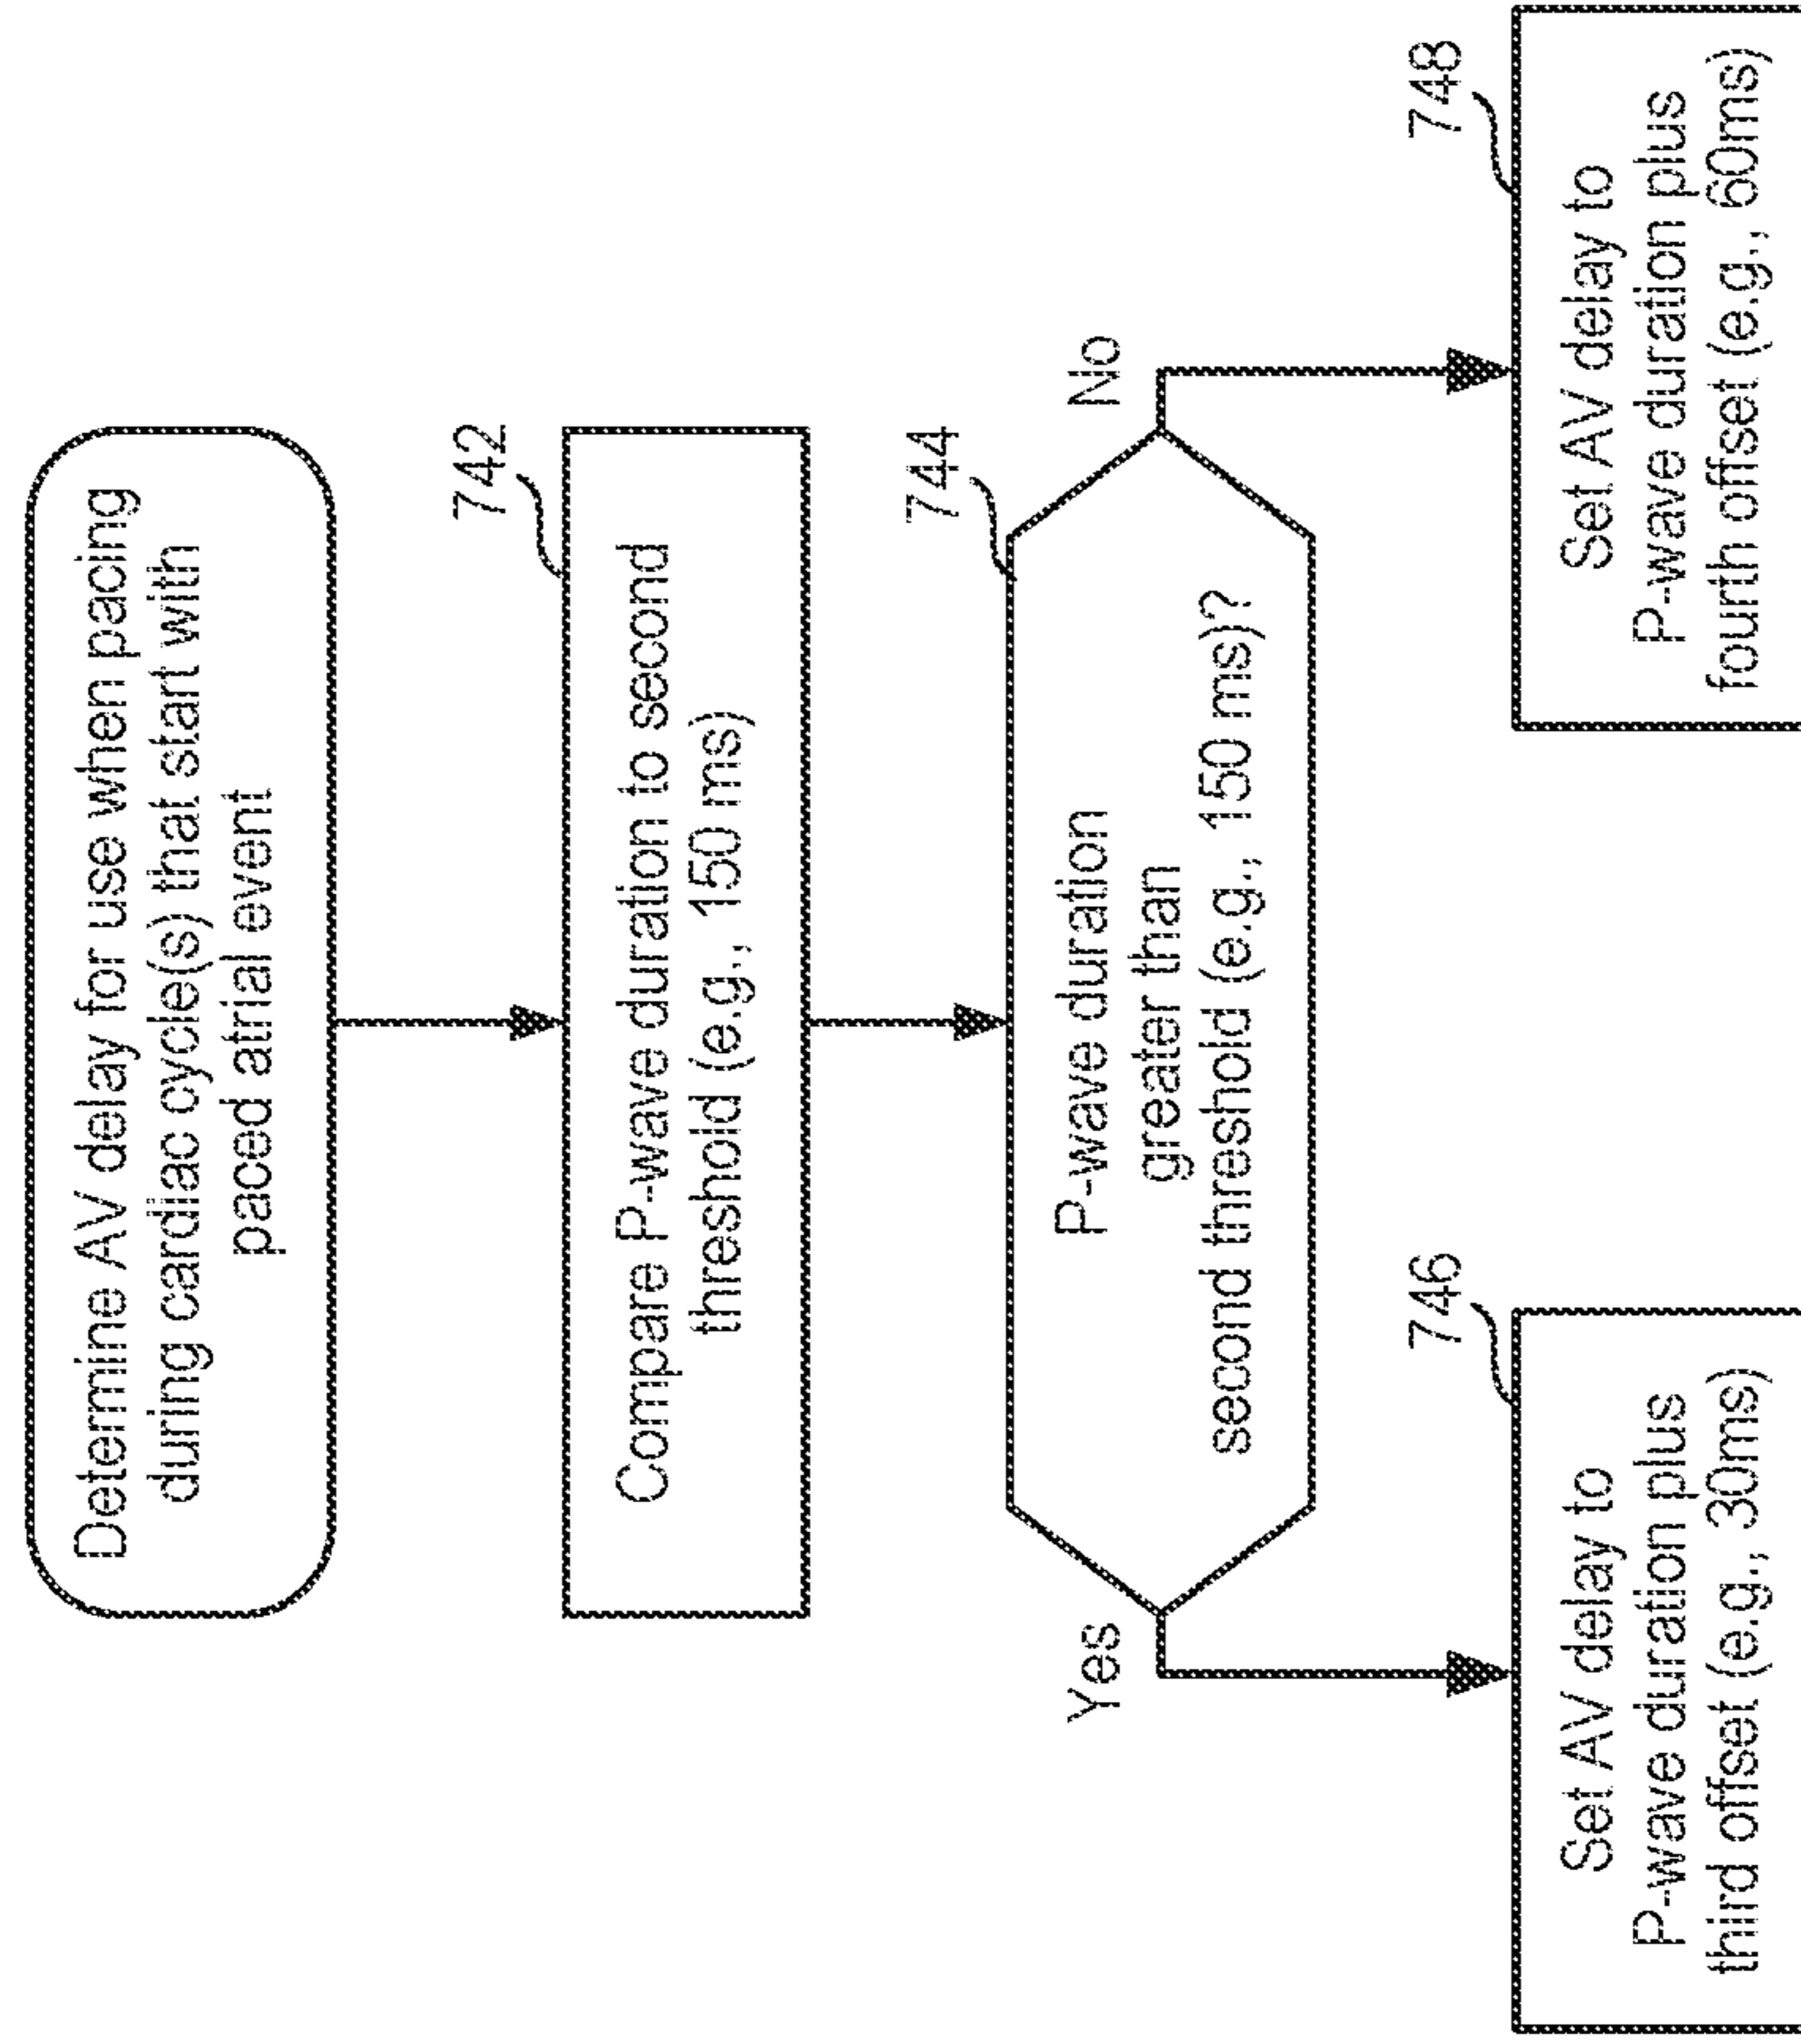 Determine AV delay for use when pacing
during cardiac cycle(s) that start with
paced atrial event
742
Compare P-wave duration to second
threshold (e.g., 150 ms)
744
P-wave duration
greater than
second threshold (e.g., 150 ms)?
Yes
No
746
Set AV delay to
P-wave duration plus
third offset (e.g., 30ms)
748
Set AV delay to
P-wave duration plus
fourth offset (e.g., 60ms)